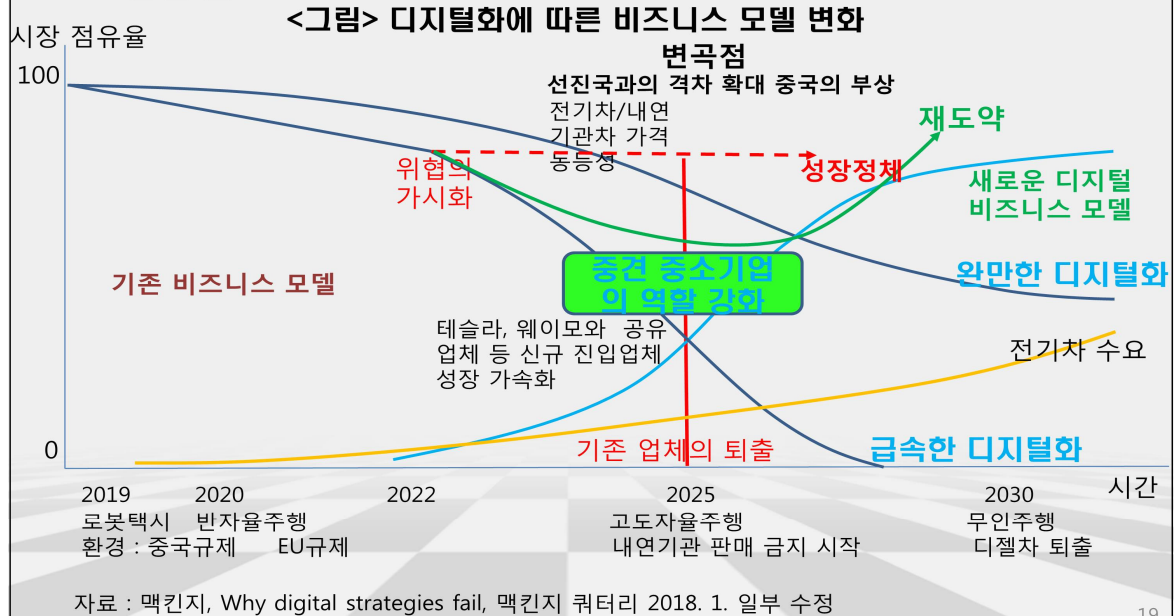 <그림> 디지털화에 따른 비즈니스 모델 변화
시장 점유율
변곡점
100
선진국과의 격차 확대 중국의 부상
전기차/내연
기관차 가격
동등성
재도약
위협의
가시화
성장정체
새로운 디지털
비즈니스 모델
기존 비즈니스 모델
중견 중소기업
의 역할 강화
완만한 디지털화
테슬라, 웨이모와 공유
업체 등 신규 진입업체
성장 가속화
전기차 수요
0
기존 업체의 퇴출
급속한 디지털화
시간
2019 2020 2022 2025 2030
로봇택시 반자율주행 고도자율주행 무인주행
환경 : 중국규제 EU규제 내연기관 판매 금지 시작 디젤차 퇴출
자료 : 맥킨지, Why digital strategies fail, 맥킨지 쿼터리 2018. 1. 일부 수정
19